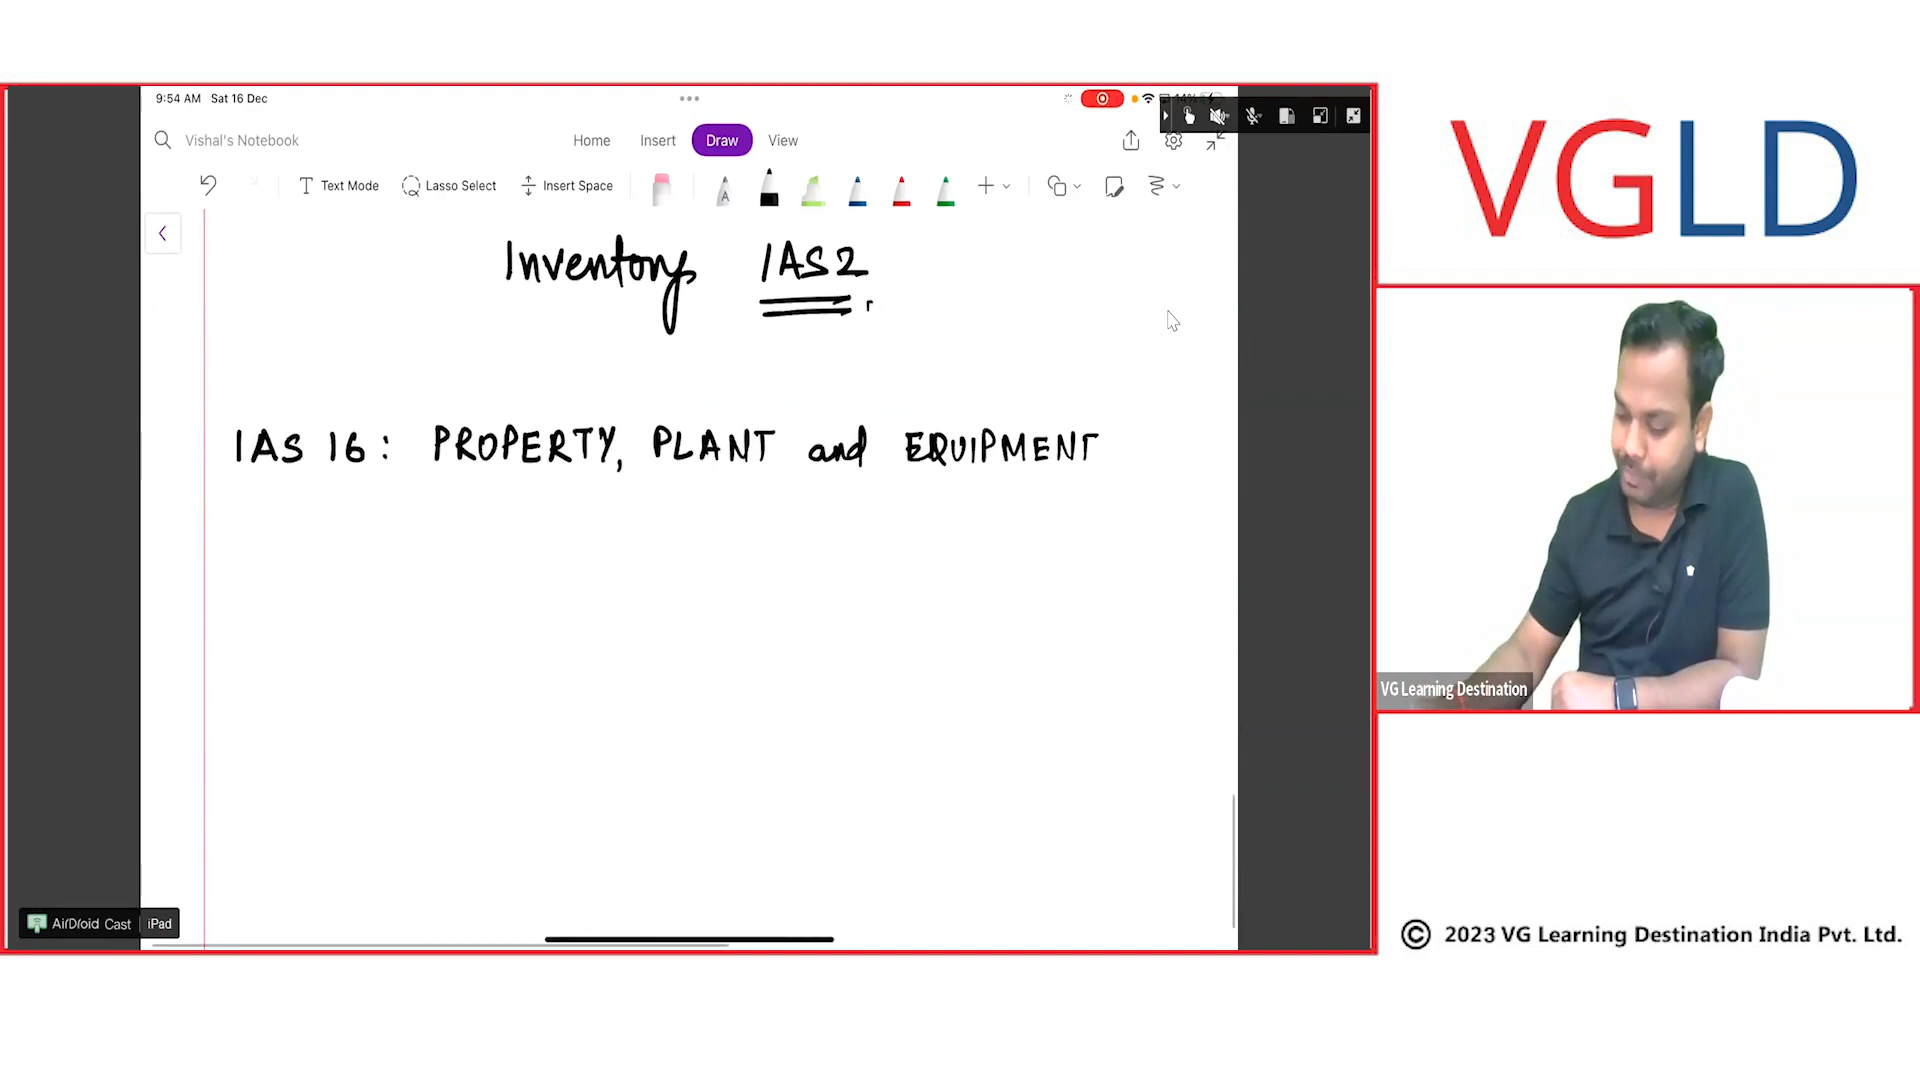 9:54 AM Sat 16 Dec
14%
Vishal's Notebook
Home Insert Draw View
Text Mode Lasso Select Insert Space
A
Inventory IAS2
IAS 16: PROPERTY, PLANT and EQUIPMENT
AirDroid Cast iPad
VGLD
VG Learning Destination
© 2023 VG Learning Destination India Pvt. Ltd.